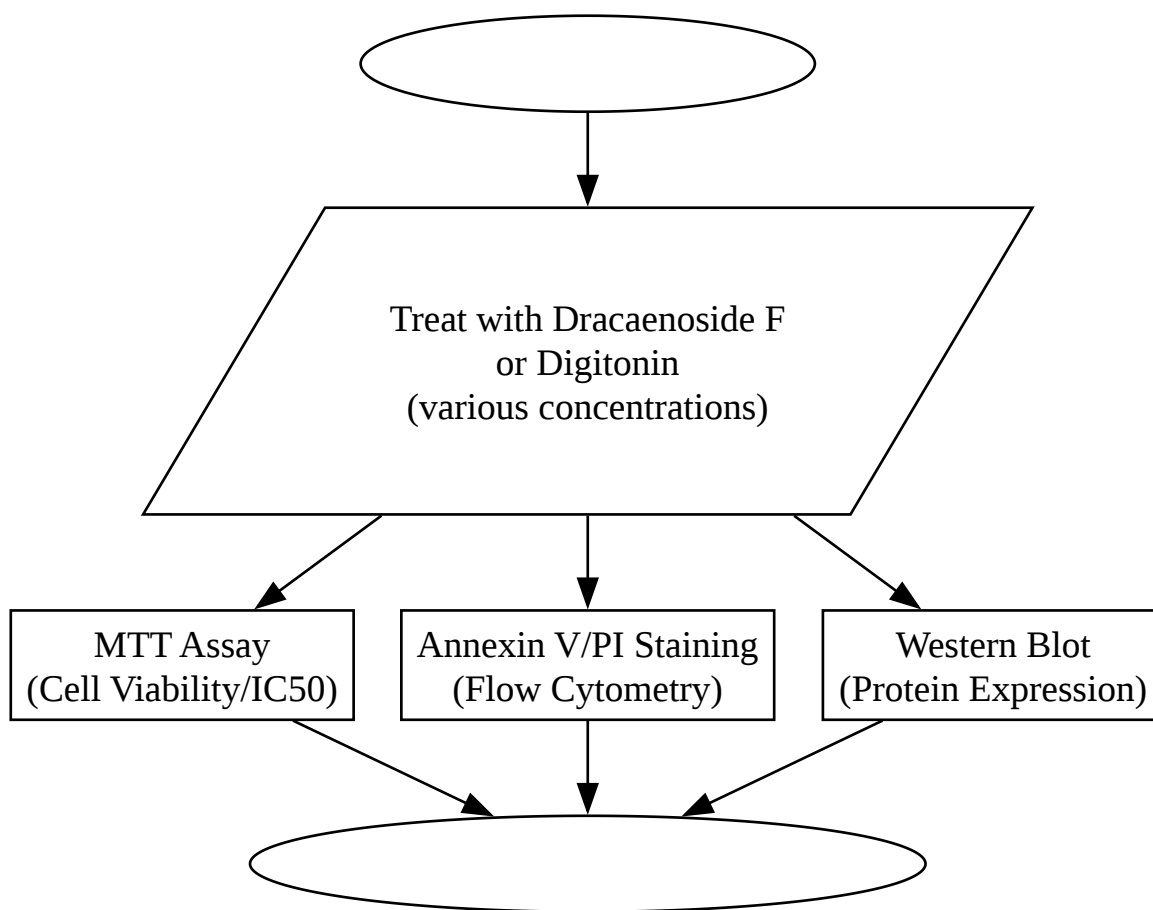 Treat with Dracaenoside F
or Digitonin
(various concentrations)
MTT Assay
(Cell Viability/IC50)
Annexin V/PI Staining
(Flow Cytometry)
Western Blot
(Protein Expression)